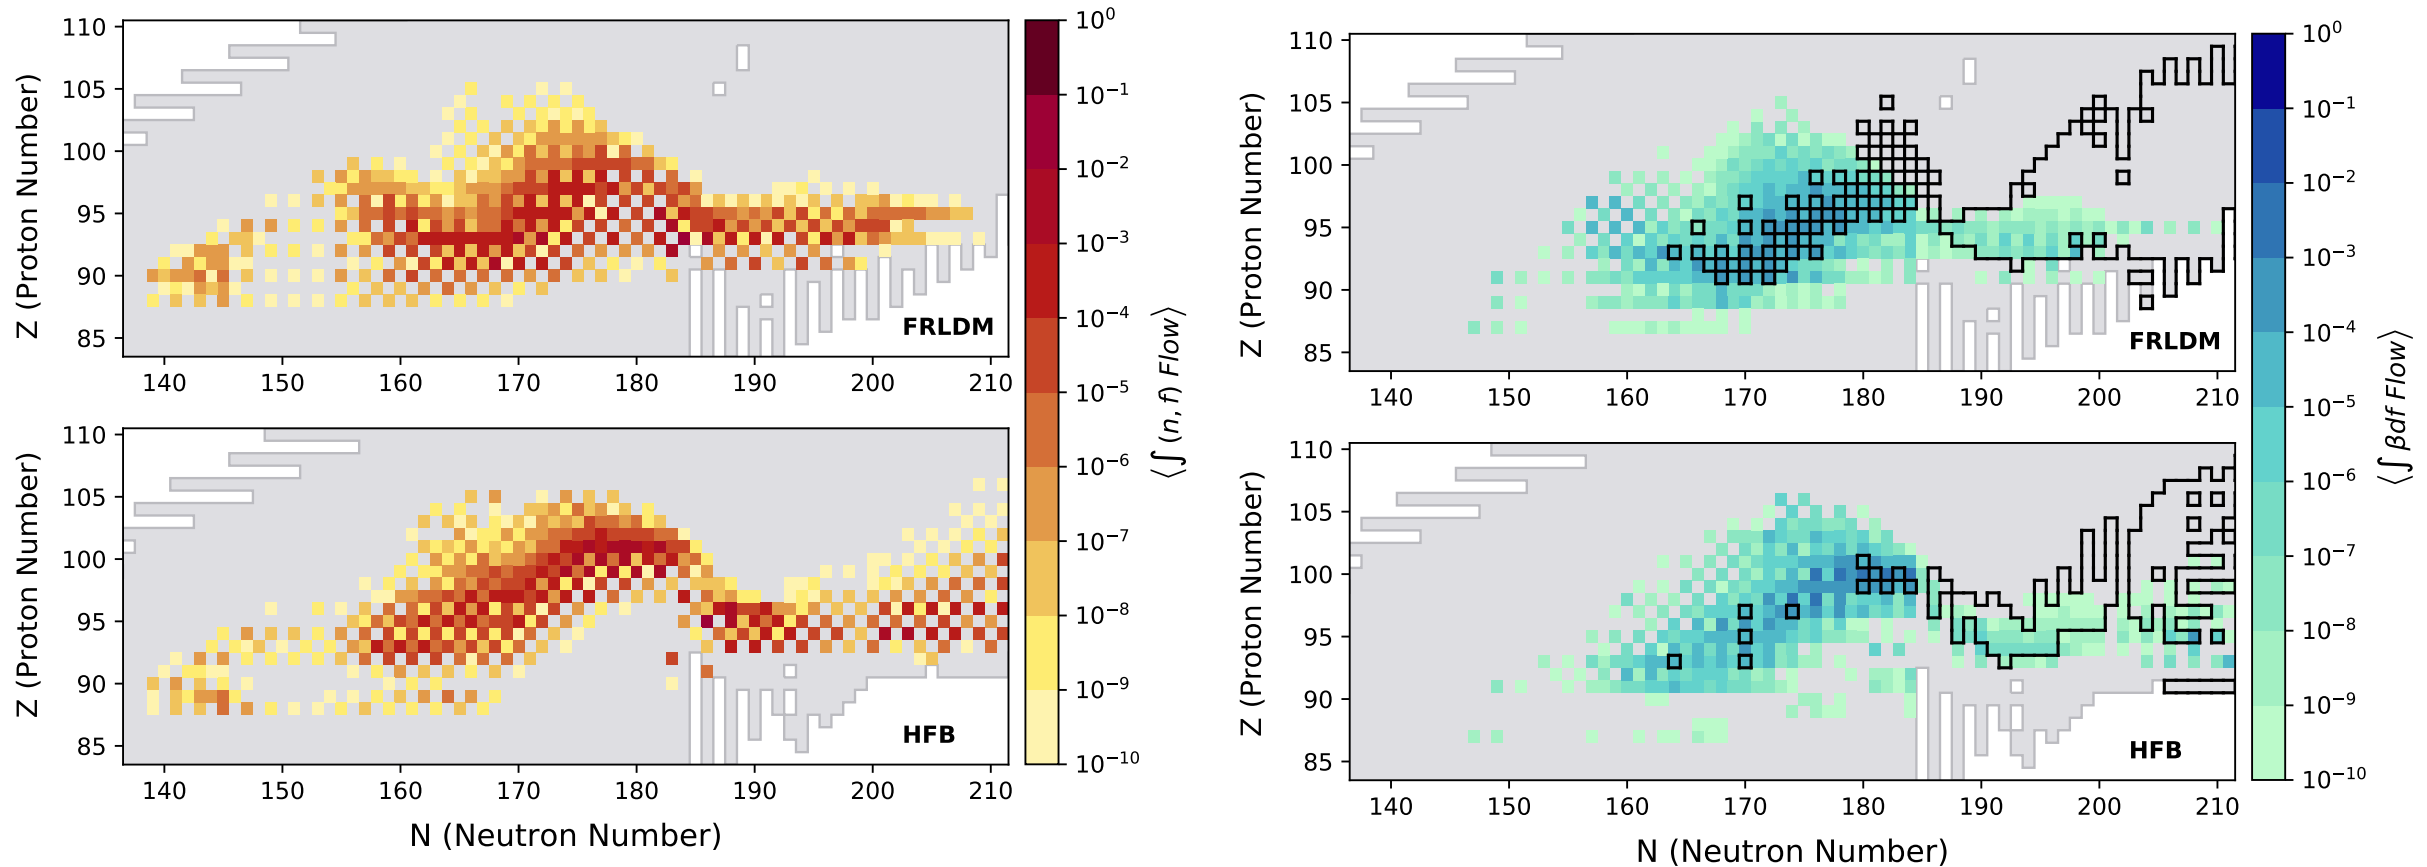 110
105
100
95
90
85
Z (Proton Number)
140 150 160 170 180 190 200 210
FRLDM
110
105
100
95
90
85
Z (Proton Number)
140 150 160 170 180 190 200 210
HFB
N (Neutron Number)
10⁰
10⁻¹
10⁻²
10⁻³
10⁻⁴
10⁻⁵
10⁻⁶
10⁻⁷
10⁻⁸
10⁻⁹
10⁻¹⁰
⟨∫ (n, f) Flow⟩
110
105
100
95
90
85
Z (Proton Number)
140 150 160 170 180 190 200 210
FRLDM
110
105
100
95
90
85
Z (Proton Number)
140 150 160 170 180 190 200 210
HFB
N (Neutron Number)
10⁰
10⁻¹
10⁻²
10⁻³
10⁻⁴
10⁻⁵
10⁻⁶
10⁻⁷
10⁻⁸
10⁻⁹
10⁻¹⁰
⟨∫ βdf Flow⟩